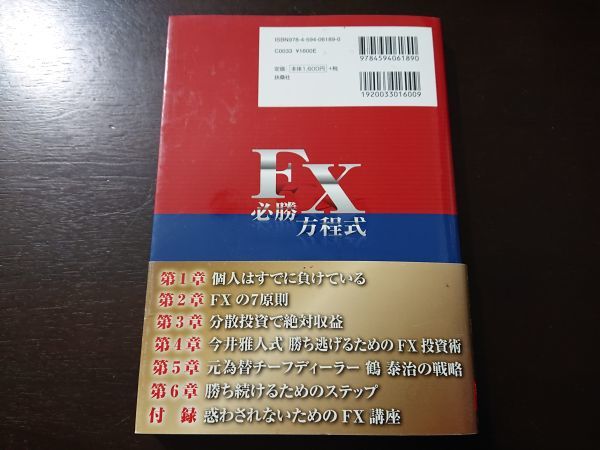 ISBN978-4-594-06189-0
C0033 ¥1600E
定価 本体1,600円 +税
扶桑社
9784594061890
1920033016009
FX
必勝
方程式
第1章 個人はすでに負けている
第2章 FXの7原則
第3章 分散投資で絶対収益
第4章 今井雅人式 勝ち逃げるためのFX投資術
第5章 元為替チーフディーラー 鶴 泰治の戦略
第6章 勝ち続けるためのステップ
付 録 惑わされないためのFX講座